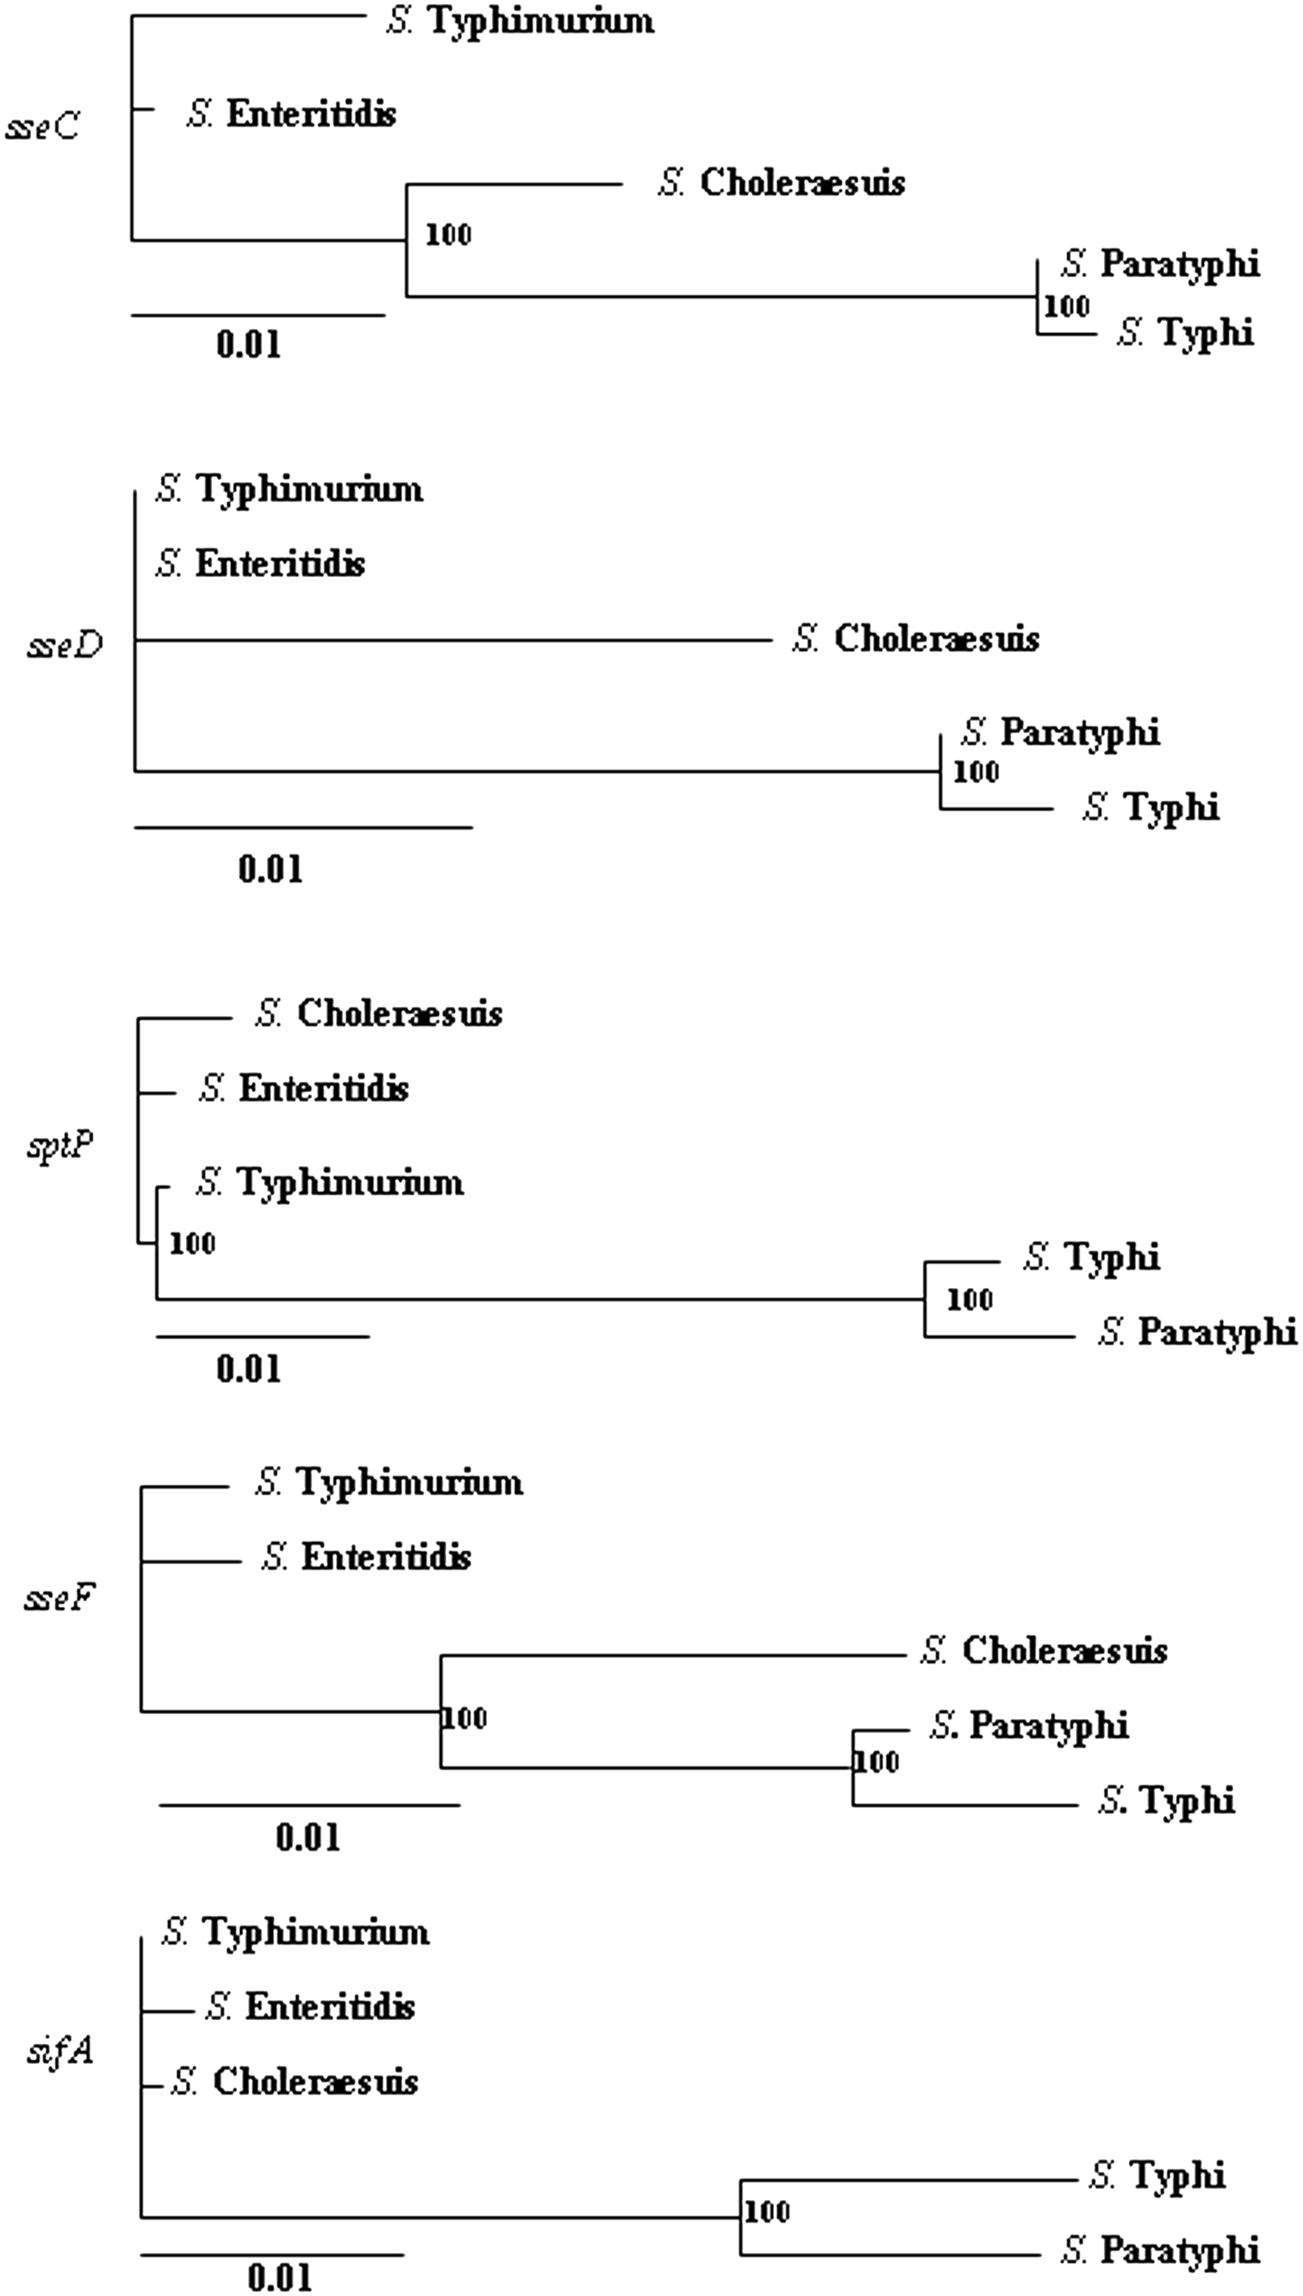 S. Typhimurium
sseC
S. Enteritidis
S. Choleraesuis
100
S. Paratyphi
100
S. Typhi
0.01
S. Typhimurium
S. Enteritidis
sseD
S. Choleraesuis
S. Paratyphi
100
S. Typhi
0.01
S. Choleraesuis
S. Enteritidis
sptP
S. Typhimurium
100
S. Typhi
100
S. Paratyphi
0.01
S. Typhimurium
S. Enteritidis
sseF
S. Choleraesuis
100
S. Paratyphi
100
S. Typhi
0.01
S. Typhimurium
S. Enteritidis
sifA
S. Choleraesuis
S. Typhi
100
S. Paratyphi
0.01